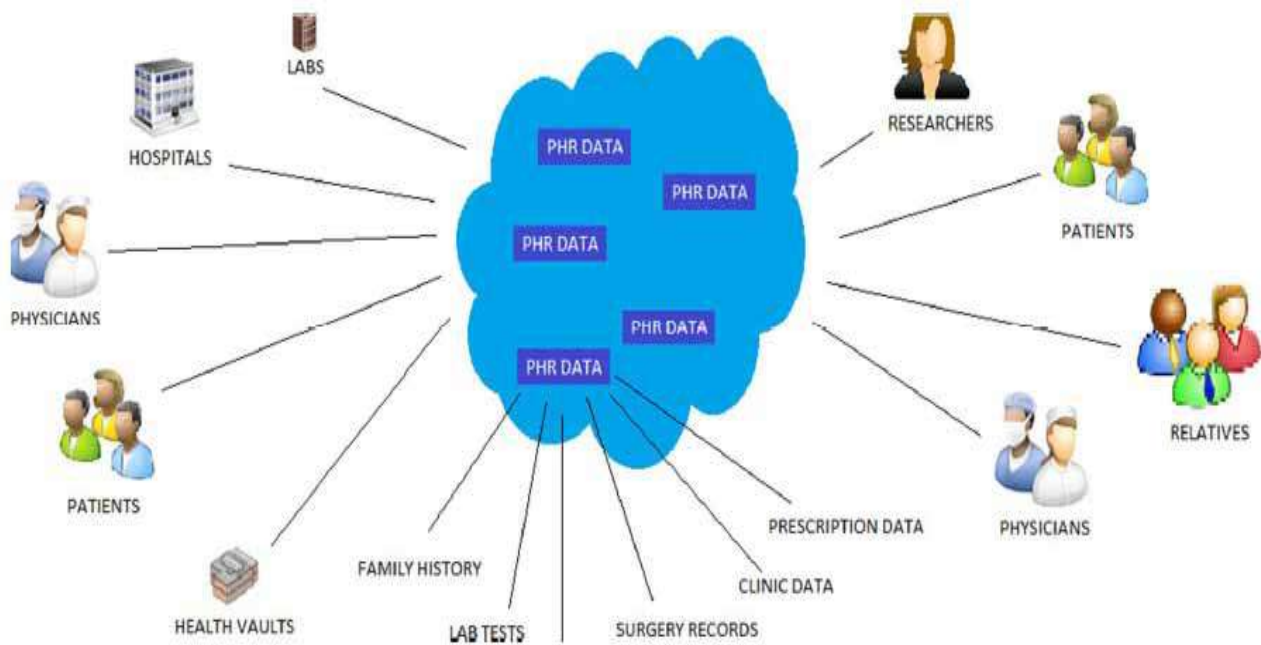 LABS
HOSPITALS
PHYSICIANS
PATIENTS
HEALTH VAULTS
PHR DATA
PHR DATA
PHR DATA
PHR DATA
PHR DATA
FAMILY HISTORY
LAB TESTS
SURGERY RECORDS
CLINIC DATA
PRESCRIPTION DATA
RESEARCHERS
PATIENTS
RELATIVES
PHYSICIANS